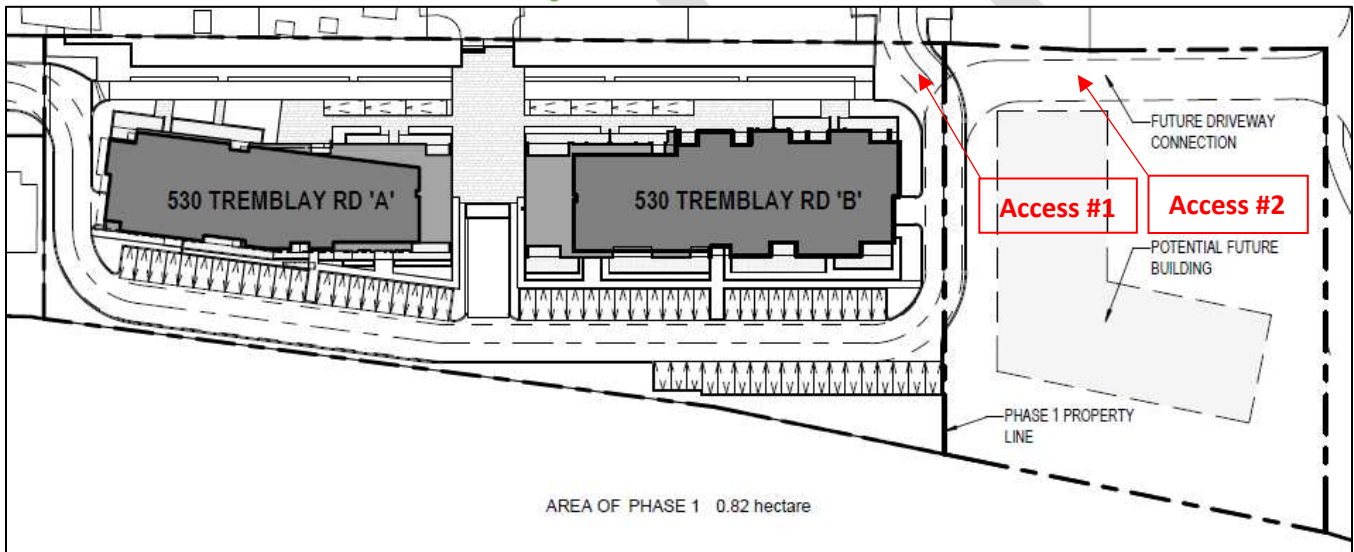 FUTURE DRIVEWAY
CONNECTION
530 TREMBLAY RD 'A'
530 TREMBLAY RD 'B'
Access #1
Access #2
POTENTIAL FUTURE
BUILDING
PHASE 1 PROPERTY
LINE
AREA OF PHASE 1 0.82 hectare